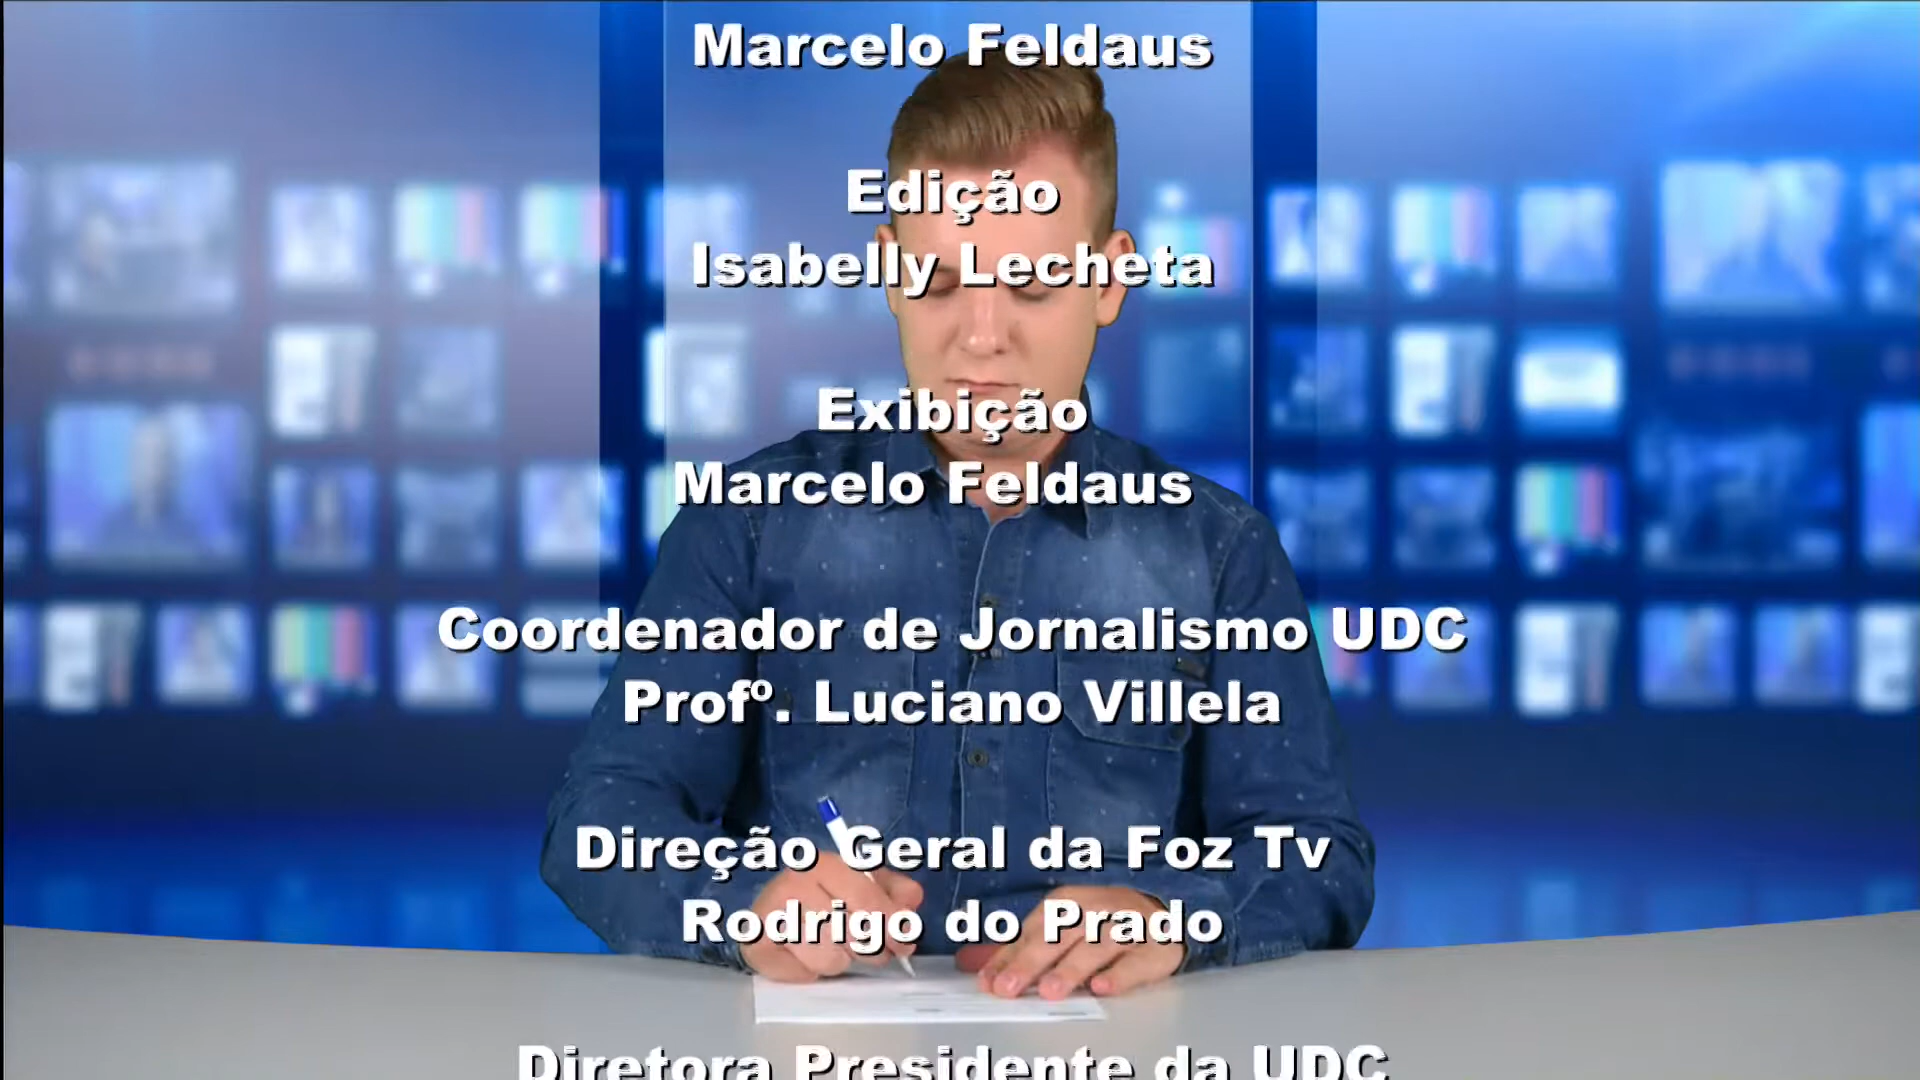 Marcelo Feldaus
Edição
Isabelly Lecheta
Exibição
Marcelo Feldaus
Coordenador de Jornalismo UDC
Profº. Luciano Villela
Direção Geral da Foz Tv
Rodrigo do Prado
Diretora Presidente da UDC